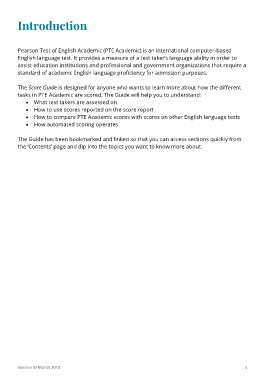 Introduction
Pearson Test of English Academic (PTE Academic) is an international computer-based
English language test. It provides a measure of a test taker's language ability in order to
assist education institutions and professional and government organizations that require a
standard of academic English language proficiency for admission purposes.
The Score Guide is designed for anyone who wants to learn more about how the different
tasks in PTE Academic are scored. The Guide will help you to understand:
• What test takers are assessed on
• How to use scores reported on the score report
• How to compare PTE Academic scores with scores on other English language tests
• How automated scoring operates
The Guide has been bookmarked and linked so that you can access sections quickly from
the 'Contents' page and dip into the topics you want to know more about.
March 2018